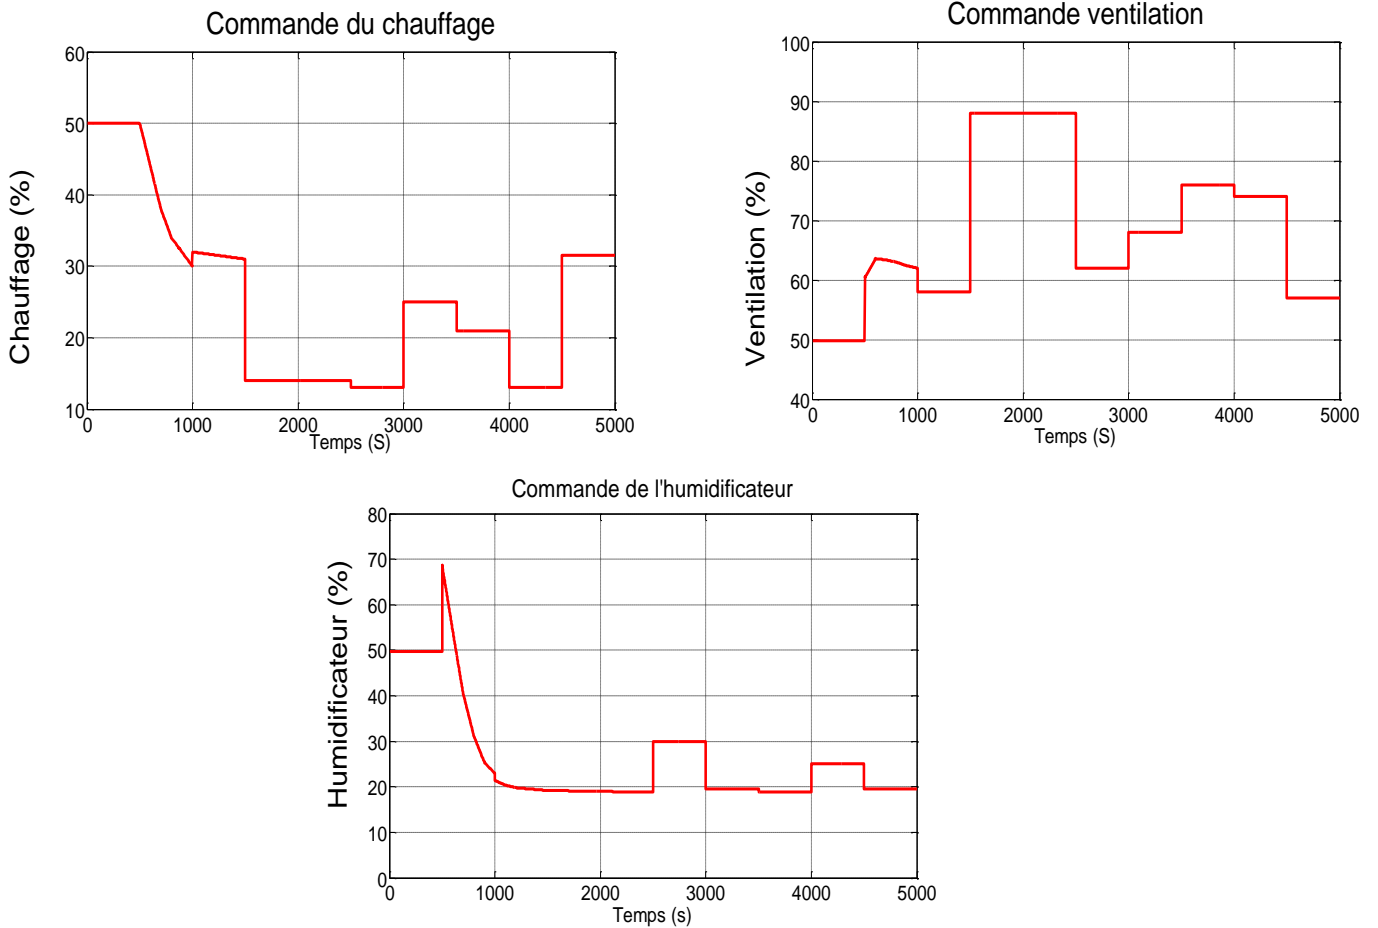 Commande du chauffage
60
50
40
30
20
10
Chauffage (%)
0 1000 2000 3000 4000 5000
Temps (S)
Commande ventilation
100
90
80
70
60
50
40
Ventilation (%)
0 1000 2000 3000 4000 5000
Temps (S)
Commande de l'humidificateur
80
70
60
50
40
30
20
10
0
Humidificateur (%)
0 1000 2000 3000 4000 5000
Temps (s)